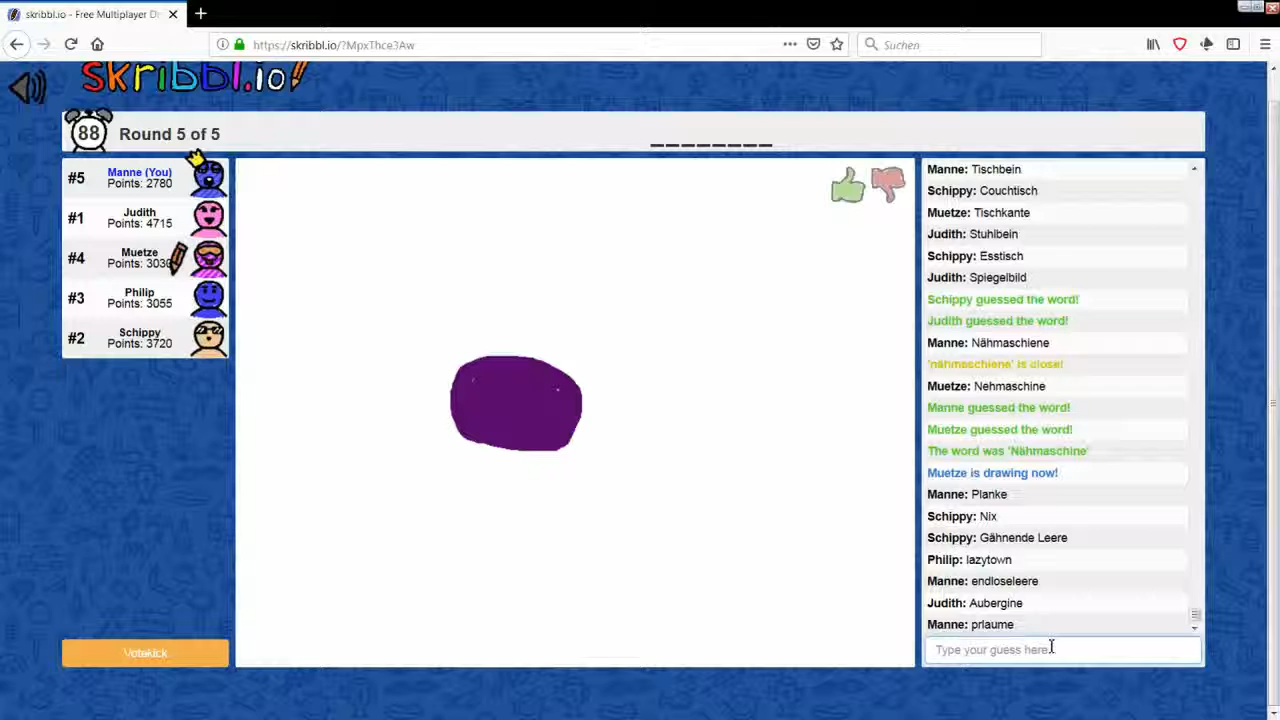 skribbl.io - Free Multiplayer Dr
https://skribbl.io/?MpxThce3Aw
Suchen
skribbl.io!
88
Round 5 of 5
________
#5
Manne (You)
Points: 2780
#1
Judith
Points: 4715
#4
Muetze
Points: 3030
#3
Philip
Points: 3055
#2
Schippy
Points: 3720
Votekick
Manne: Tischbein
Schippy: Couchtisch
Muetze: Tischkante
Judith: Stuhlbein
Schippy: Esstisch
Judith: Spiegelbild
Schippy guessed the word!
Judith guessed the word!
Manne: Nähmaschiene
'nähmaschiene' is close!
Muetze: Nehmaschine
Manne guessed the word!
Muetze guessed the word!
The word was 'Nähmaschine'
Muetze is drawing now!
Manne: Planke
Schippy: Nix
Schippy: Gähnende Leere
Philip: lazytown
Manne: endloseleere
Judith: Aubergine
Manne: prlaume
Type your guess here...